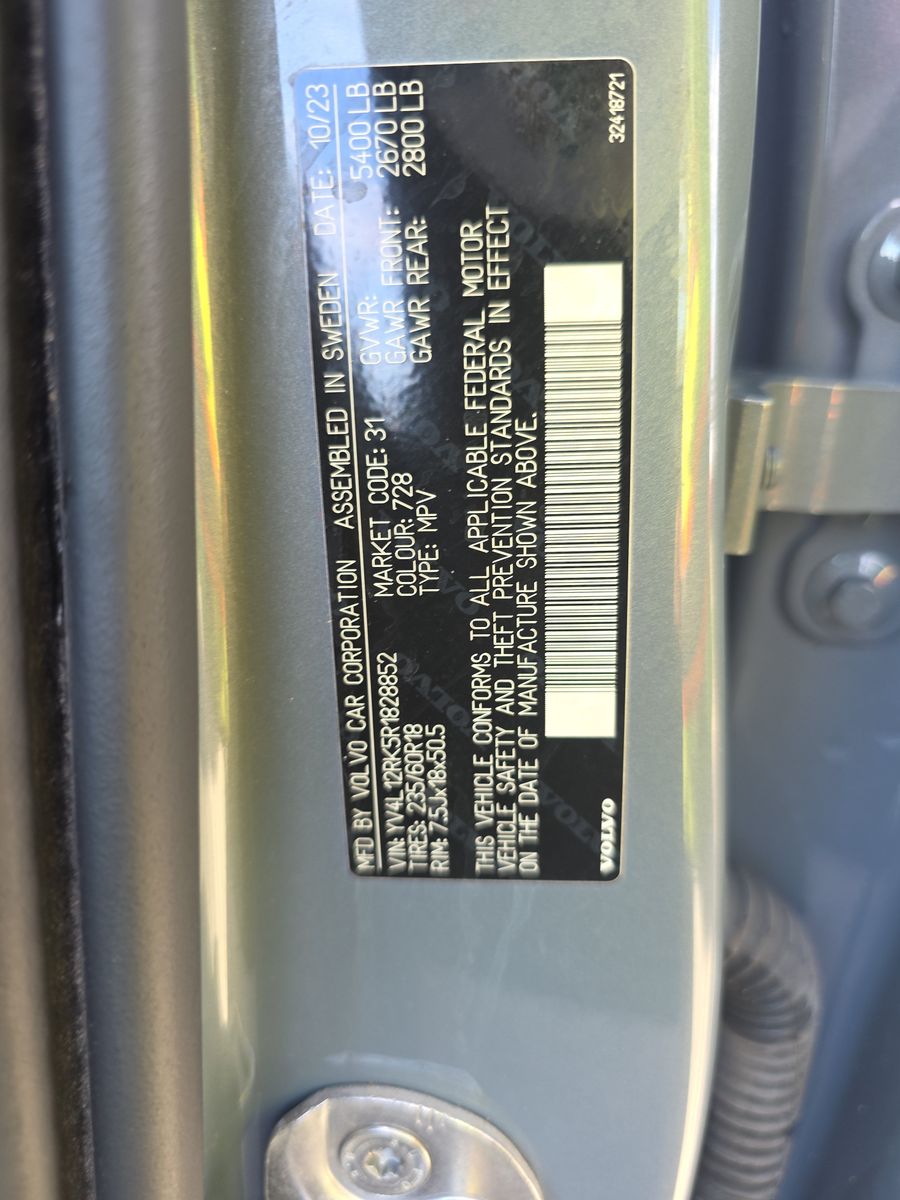 MFD BY VOLVO CAR CORPORATION ASSEMBLED IN SWEDEN DATE: 10/23
VIN: YV4L12RK5R1828852 MARKET CODE: 31 GVWR: 5400 LB
TIRES: 235/60R18 COLOUR: 728 GAWR FRONT: 2670 LB
RIM: 7.5Jx18x50.5 TYPE: MPV GAWR REAR: 2800 LB
THIS VEHICLE CONFORMS TO ALL APPLICABLE FEDERAL MOTOR
VEHICLE SAFETY AND THEFT PREVENTION STANDARDS IN EFFECT
ON THE DATE OF MANUFACTURE SHOWN ABOVE.
VOLVO 32418721